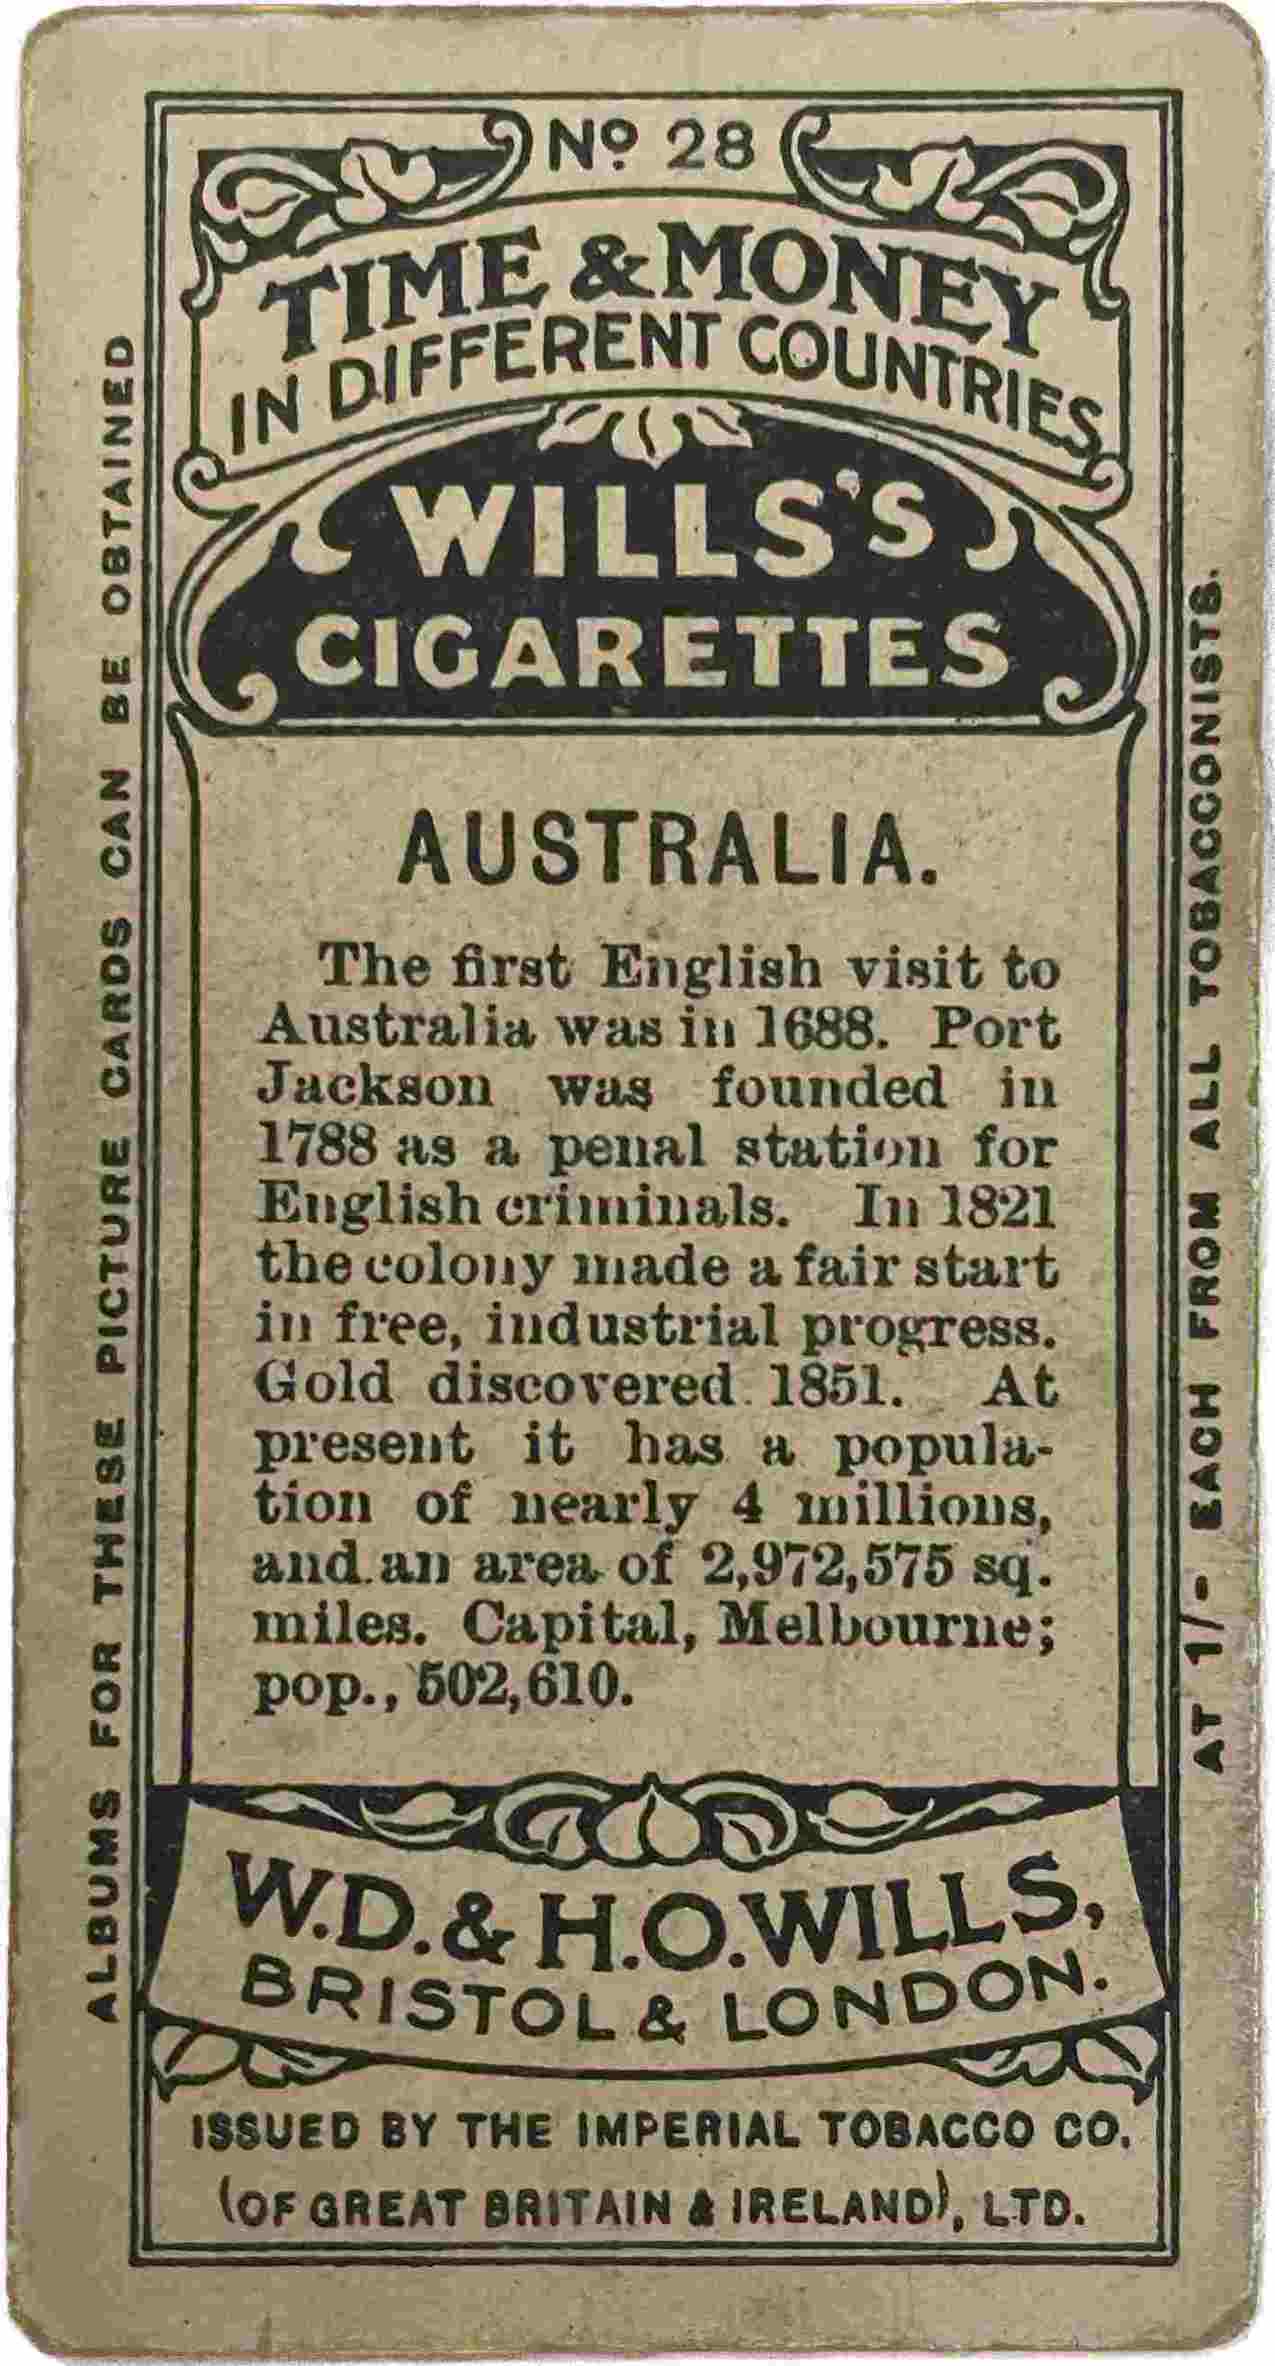 Nº 28
TIME & MONEY
IN DIFFERENT COUNTRIES
WILLS'S
CIGARETTES
AUSTRALIA.
The first English visit to
Australia was in 1688. Port
Jackson was founded in
1788 as a penal station for
English criminals. In 1821
the colony made a fair start
in free, industrial progress.
Gold discovered 1851. At
present it has a popula-
tion of nearly 4 millions,
and an area of 2,972,575 sq.
miles. Capital, Melbourne;
pop., 502,610.
W.D. & H.O. WILLS,
BRISTOL & LONDON.
ISSUED BY THE IMPERIAL TOBACCO CO.
(OF GREAT BRITAIN & IRELAND), LTD.
ALBUMS FOR THESE PICTURE CARDS CAN BE OBTAINED
AT 1/- EACH FROM ALL TOBACCONISTS.